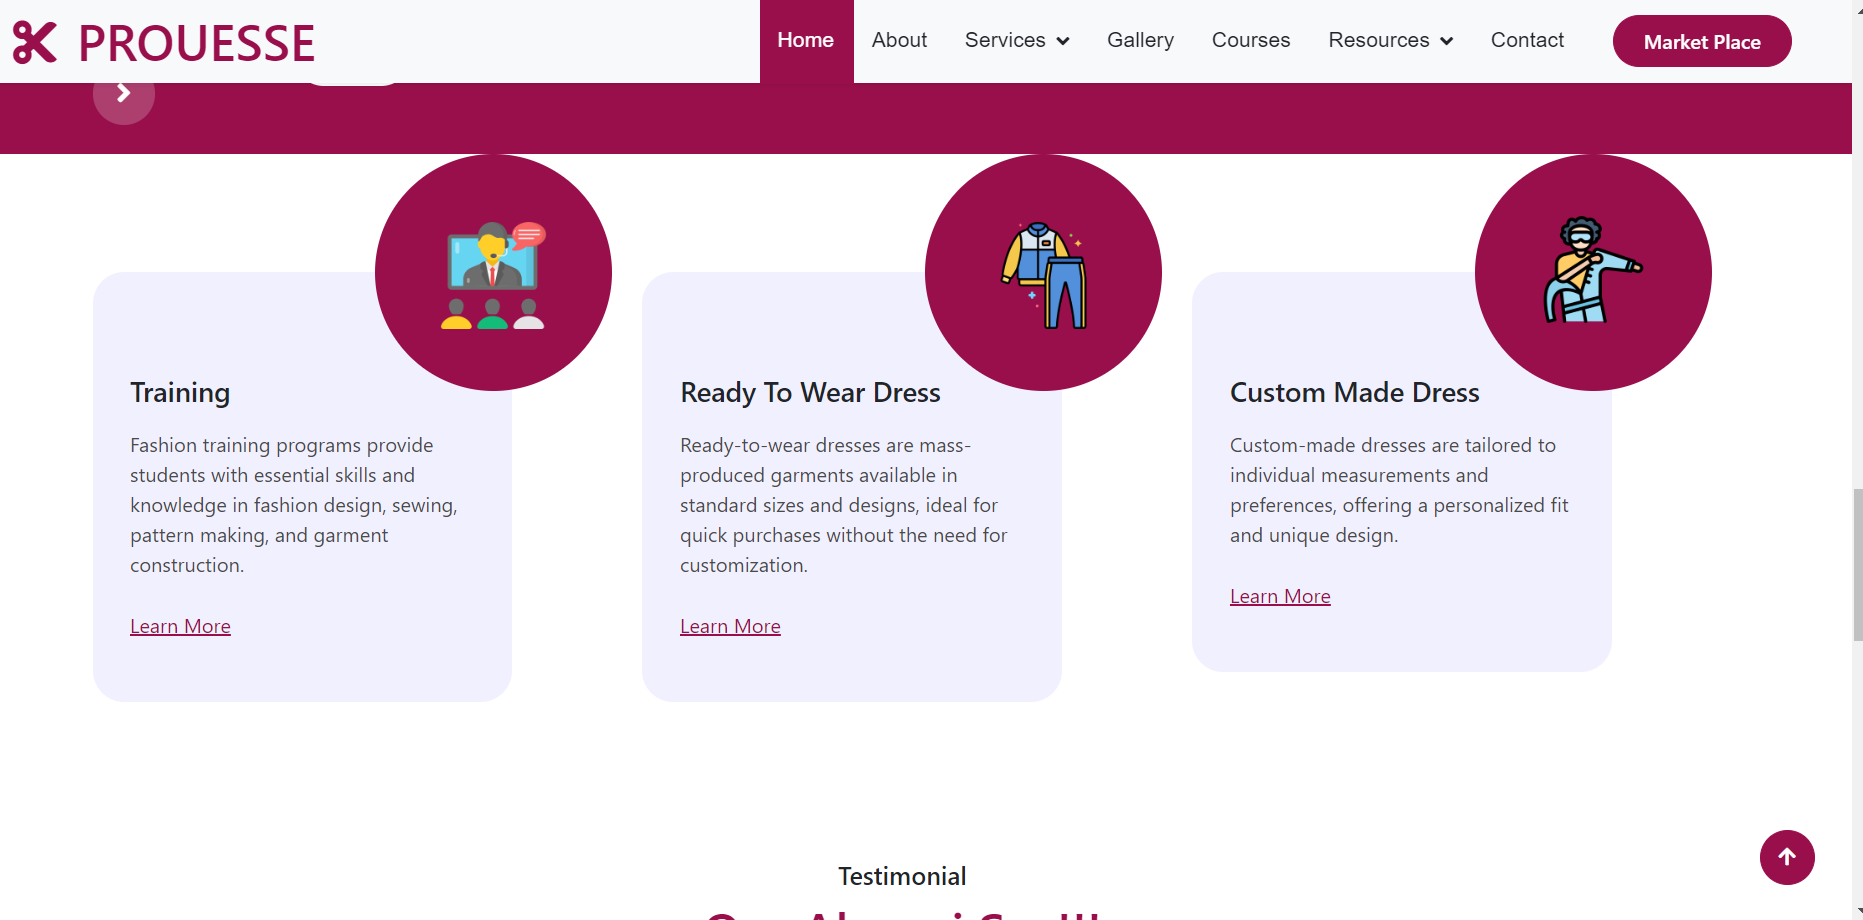 PROUESSE
Home About Services Gallery Courses Resources Contact Market Place
Training
Fashion training programs provide
students with essential skills and
knowledge in fashion design, sewing,
pattern making, and garment
construction.
Learn More
Ready To Wear Dress
Ready-to-wear dresses are mass-
produced garments available in
standard sizes and designs, ideal for
quick purchases without the need for
customization.
Learn More
Custom Made Dress
Custom-made dresses are tailored to
individual measurements and
preferences, offering a personalized fit
and unique design.
Learn More
Testimonial